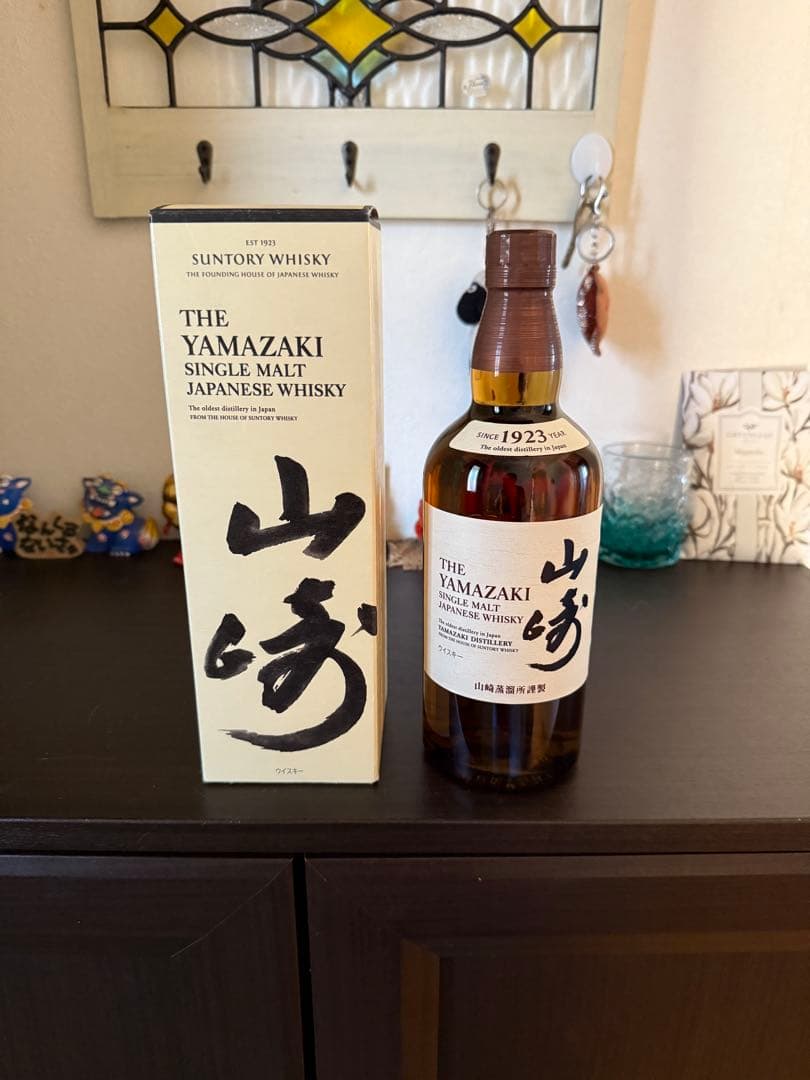 EST 1923
SUNTORY WHISKY
THE FOUNDING HOUSE OF JAPANESE WHISKY
THE
YAMAZAKI
SINGLE MALT
JAPANESE WHISKY
The oldest distillery in Japan
FROM THE HOUSE OF SUNTORY WHISKY
山崎
ウイスキー
SINCE 1923 YEAR
The oldest distillery in Japan
THE
YAMAZAKI
SINGLE MALT
JAPANESE WHISKY
The oldest distillery in Japan
YAMAZAKI DISTILLERY
FROM THE HOUSE OF SUNTORY WHISKY
ウイスキー
山崎
山崎蒸溜所謹製